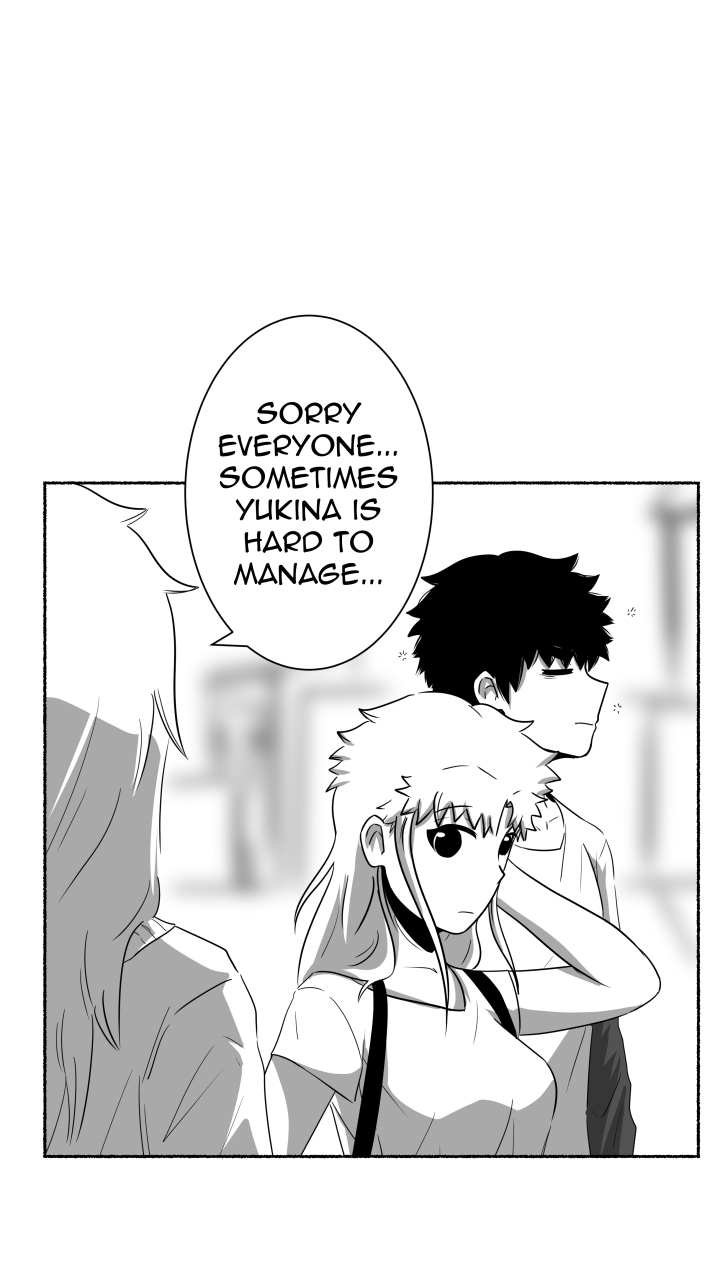 SORRY
EVERYONE...
SOMETIMES
YUKINA IS
HARD TO
MANAGE...